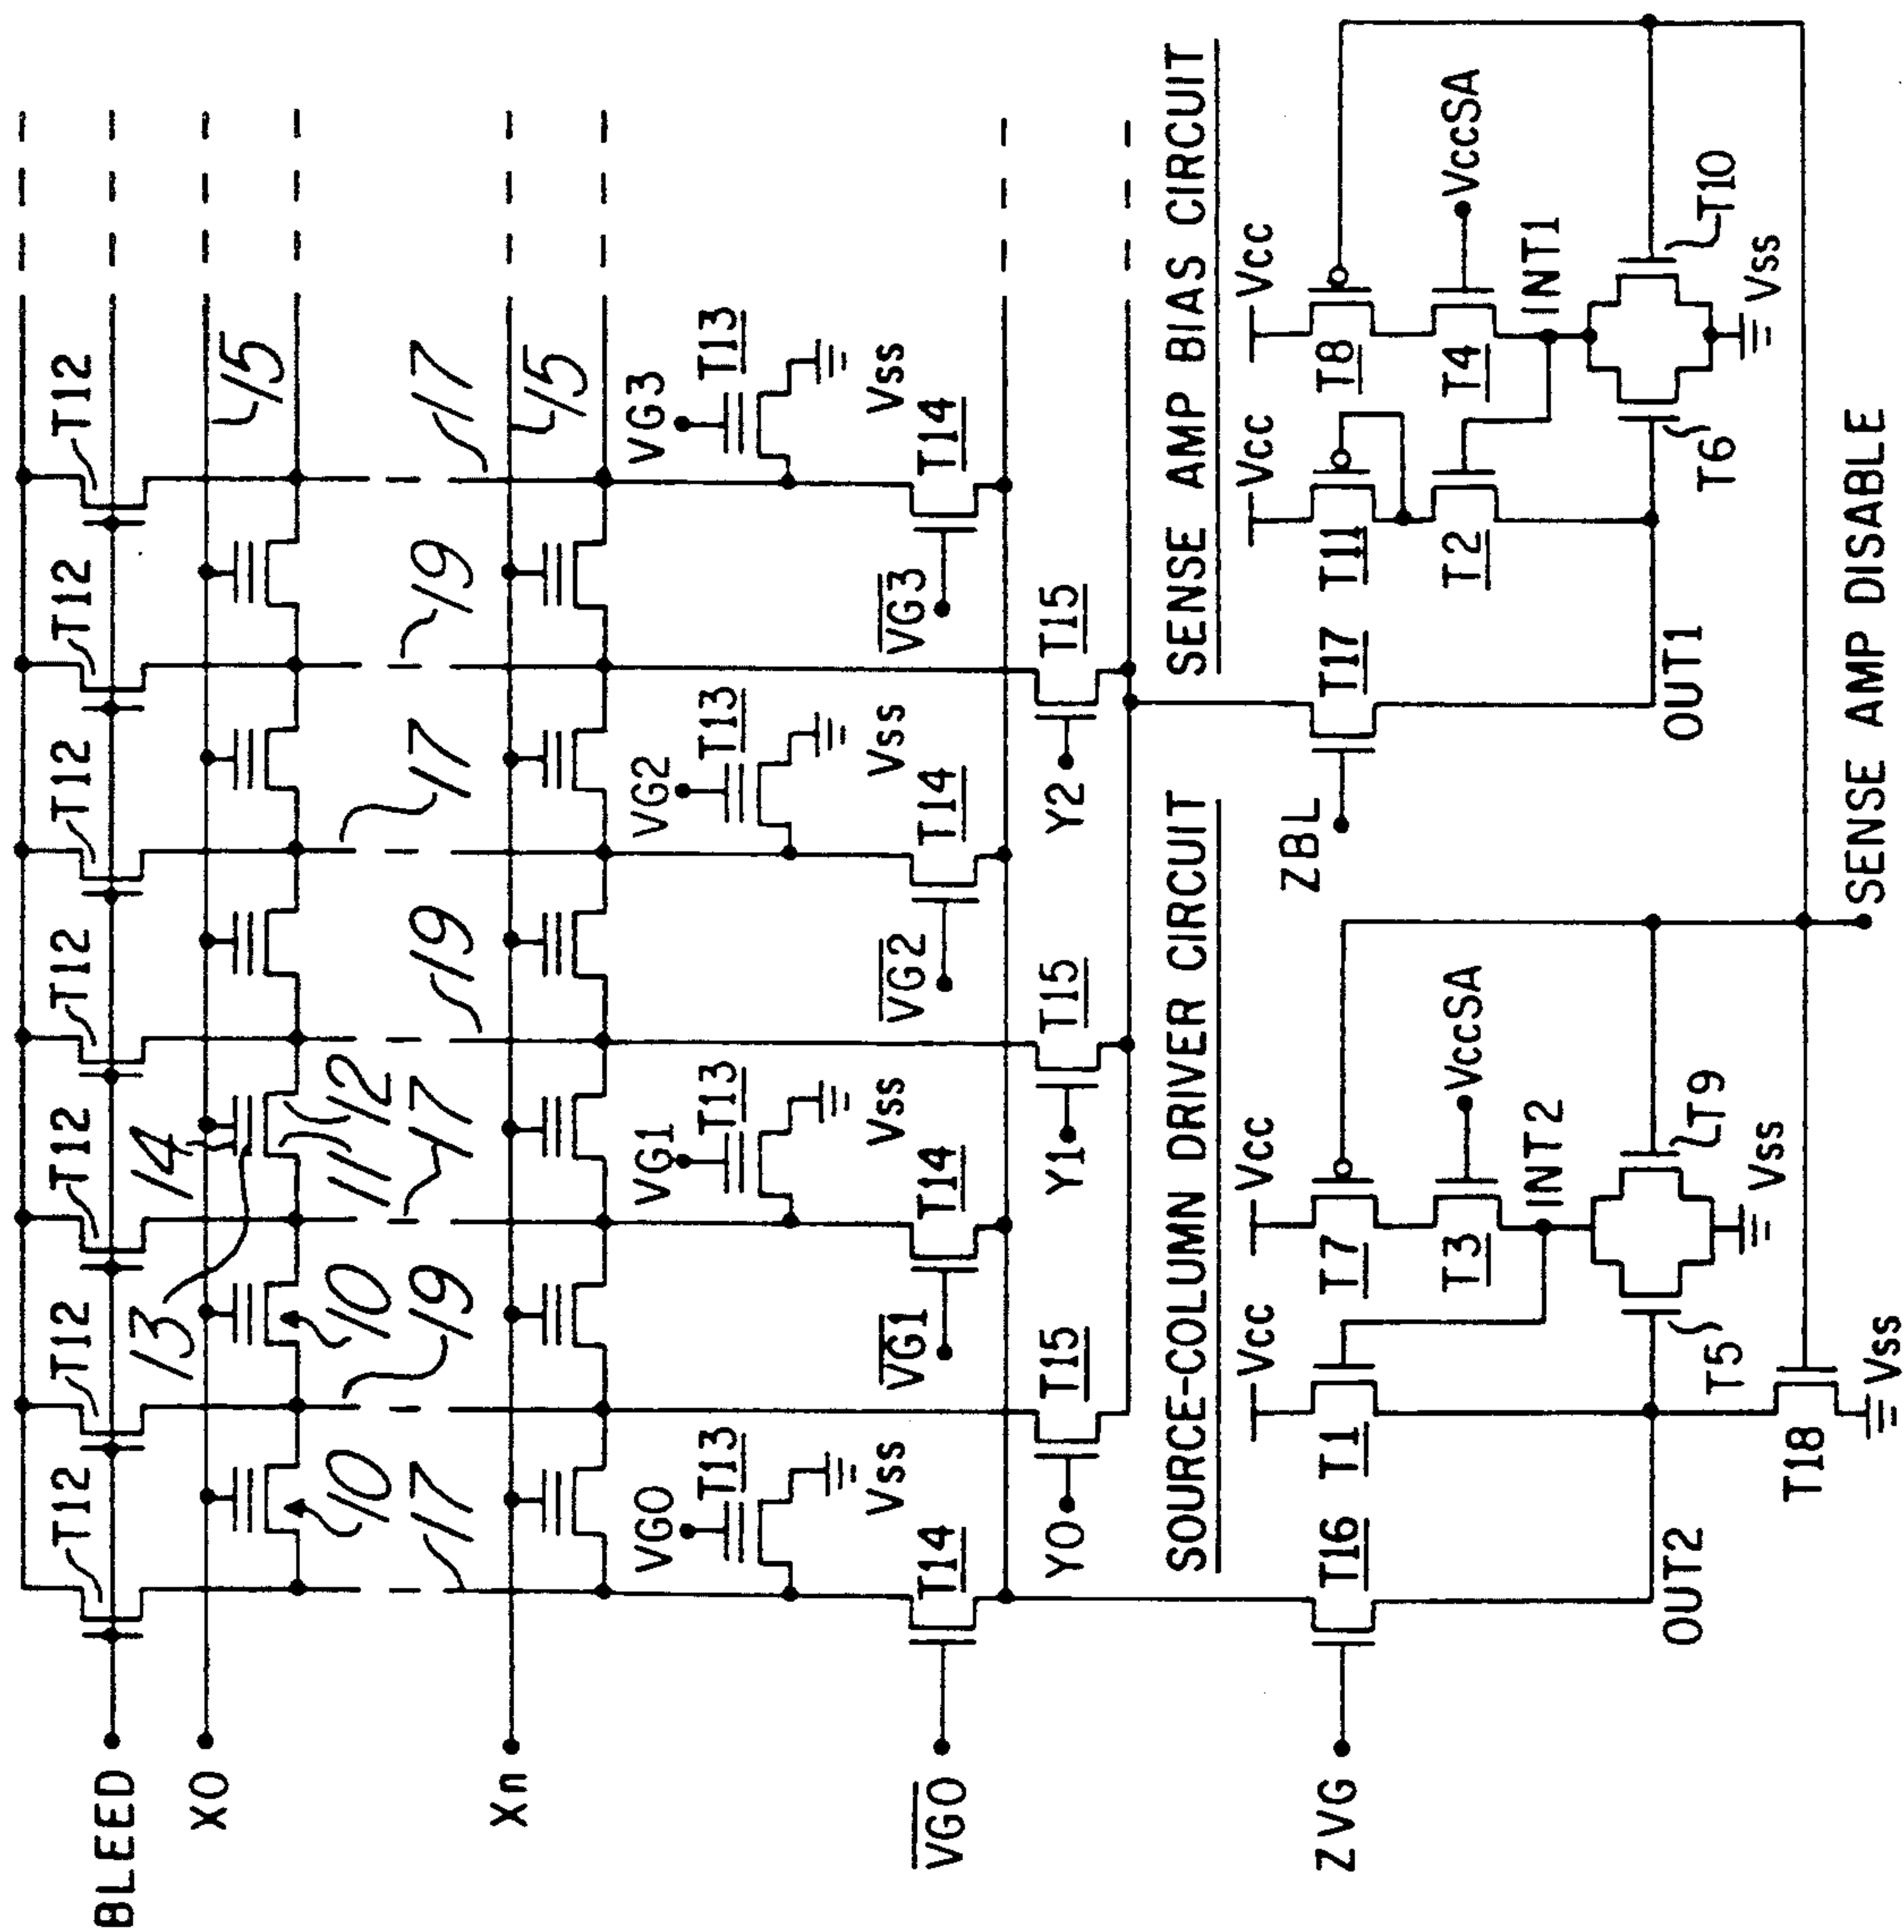 T12 T12 T12 T12 T12 T12 T12
BLEED
13 14
X0
15
10 10 11 12
17 19 17 19 17 19 17
Xn
15
VG0 VG1 VG2 VG3
T13 T13 T13 T13
Vss Vss Vss Vss
VG0 T14 VG1 T14 VG2 T14 VG3 T14
Y0 T15 Y1 T15 Y2 T15
SOURCE-COLUMN DRIVER CIRCUIT
SENSE AMP BIAS CIRCUIT
Vcc Vcc Vcc Vcc
ZVG T16 T1 T7 ZBL T17 T11 T8
T3 VccSA T2 T4 VccSA
INT2 INT1
OUT2 T5 T9 OUT1 T6 T10
Vss Vss
T18
Vss
SENSE AMP DISABLE